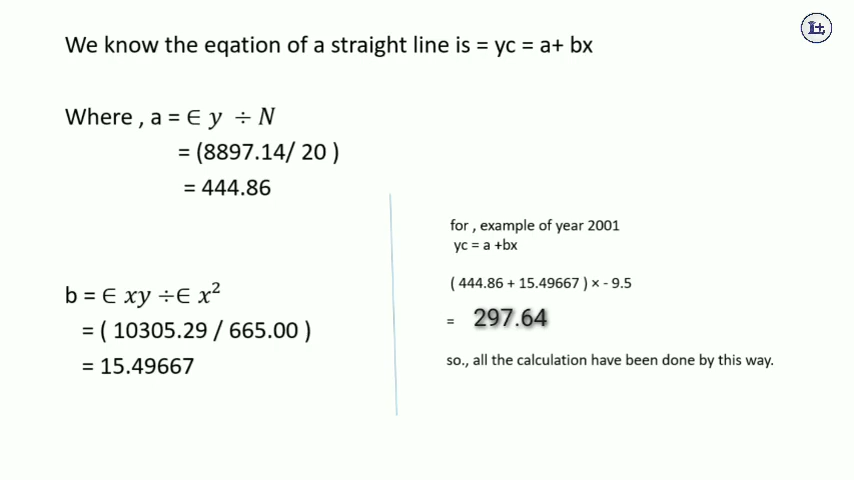 We know the eqation of a straight line is = yc = a+ bx
Where , a = ∈ y ÷ N
= (8897.14/ 20 )
= 444.86
b = ∈ xy ÷∈ x²
= ( 10305.29 / 665.00 )
= 15.49667
for , example of year 2001
yc = a +bx
( 444.86 + 15.49667 ) × - 9.5
= 297.64
so., all the calculation have been done by this way.